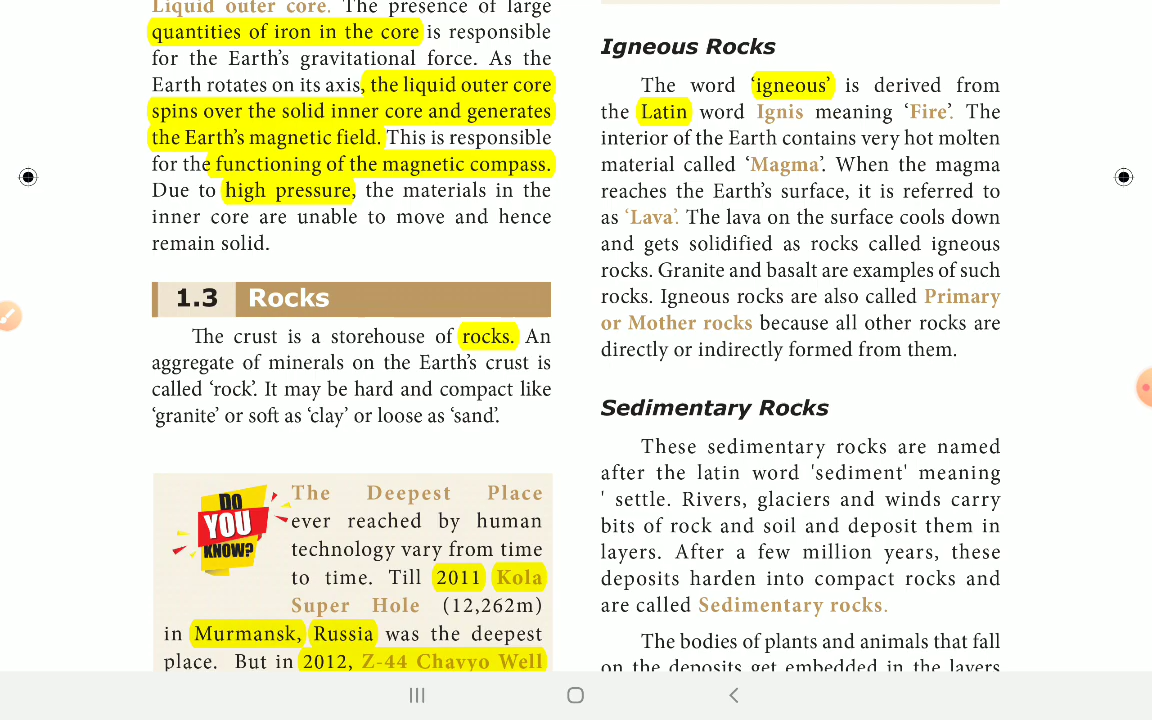 Liquid outer core. The presence of large
quantities of iron in the core is responsible
for the Earth's gravitational force. As the
Earth rotates on its axis, the liquid outer core
spins over the solid inner core and generates
the Earth's magnetic field. This is responsible
for the functioning of the magnetic compass.
Due to high pressure, the materials in the
inner core are unable to move and hence
remain solid.
1.3 Rocks
The crust is a storehouse of rocks. An
aggregate of minerals on the Earth's crust is
called 'rock'. It may be hard and compact like
'granite' or soft as 'clay' or loose as 'sand'.
DO
YOU
KNOW?
The Deepest Place
ever reached by human
technology vary from time
to time. Till 2011 Kola
Super Hole (12,262m)
in Murmansk, Russia was the deepest
place. But in 2012, Z-44 Chavyo Well
Igneous Rocks
The word 'igneous' is derived from
the Latin word Ignis meaning 'Fire'. The
interior of the Earth contains very hot molten
material called 'Magma'. When the magma
reaches the Earth's surface, it is referred to
as 'Lava'. The lava on the surface cools down
and gets solidified as rocks called igneous
rocks. Granite and basalt are examples of such
rocks. Igneous rocks are also called Primary
or Mother rocks because all other rocks are
directly or indirectly formed from them.
Sedimentary Rocks
These sedimentary rocks are named
after the latin word 'sediment' meaning
' settle. Rivers, glaciers and winds carry
bits of rock and soil and deposit them in
layers. After a few million years, these
deposits harden into compact rocks and
are called Sedimentary rocks.
The bodies of plants and animals that fall
on the deposits get embedded in the layers